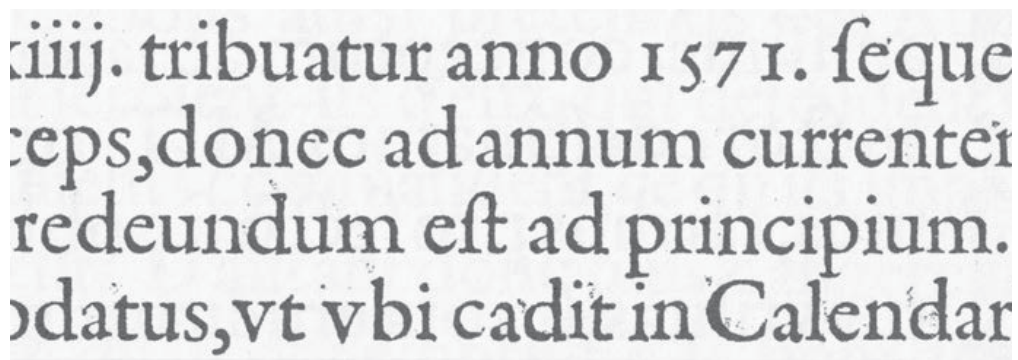 xiiij. tribuatur anno 1571. ſeque
ceps, donec ad annum currenter
redeundum eſt ad principium.
odatus, vt vbi cadit in Calendar